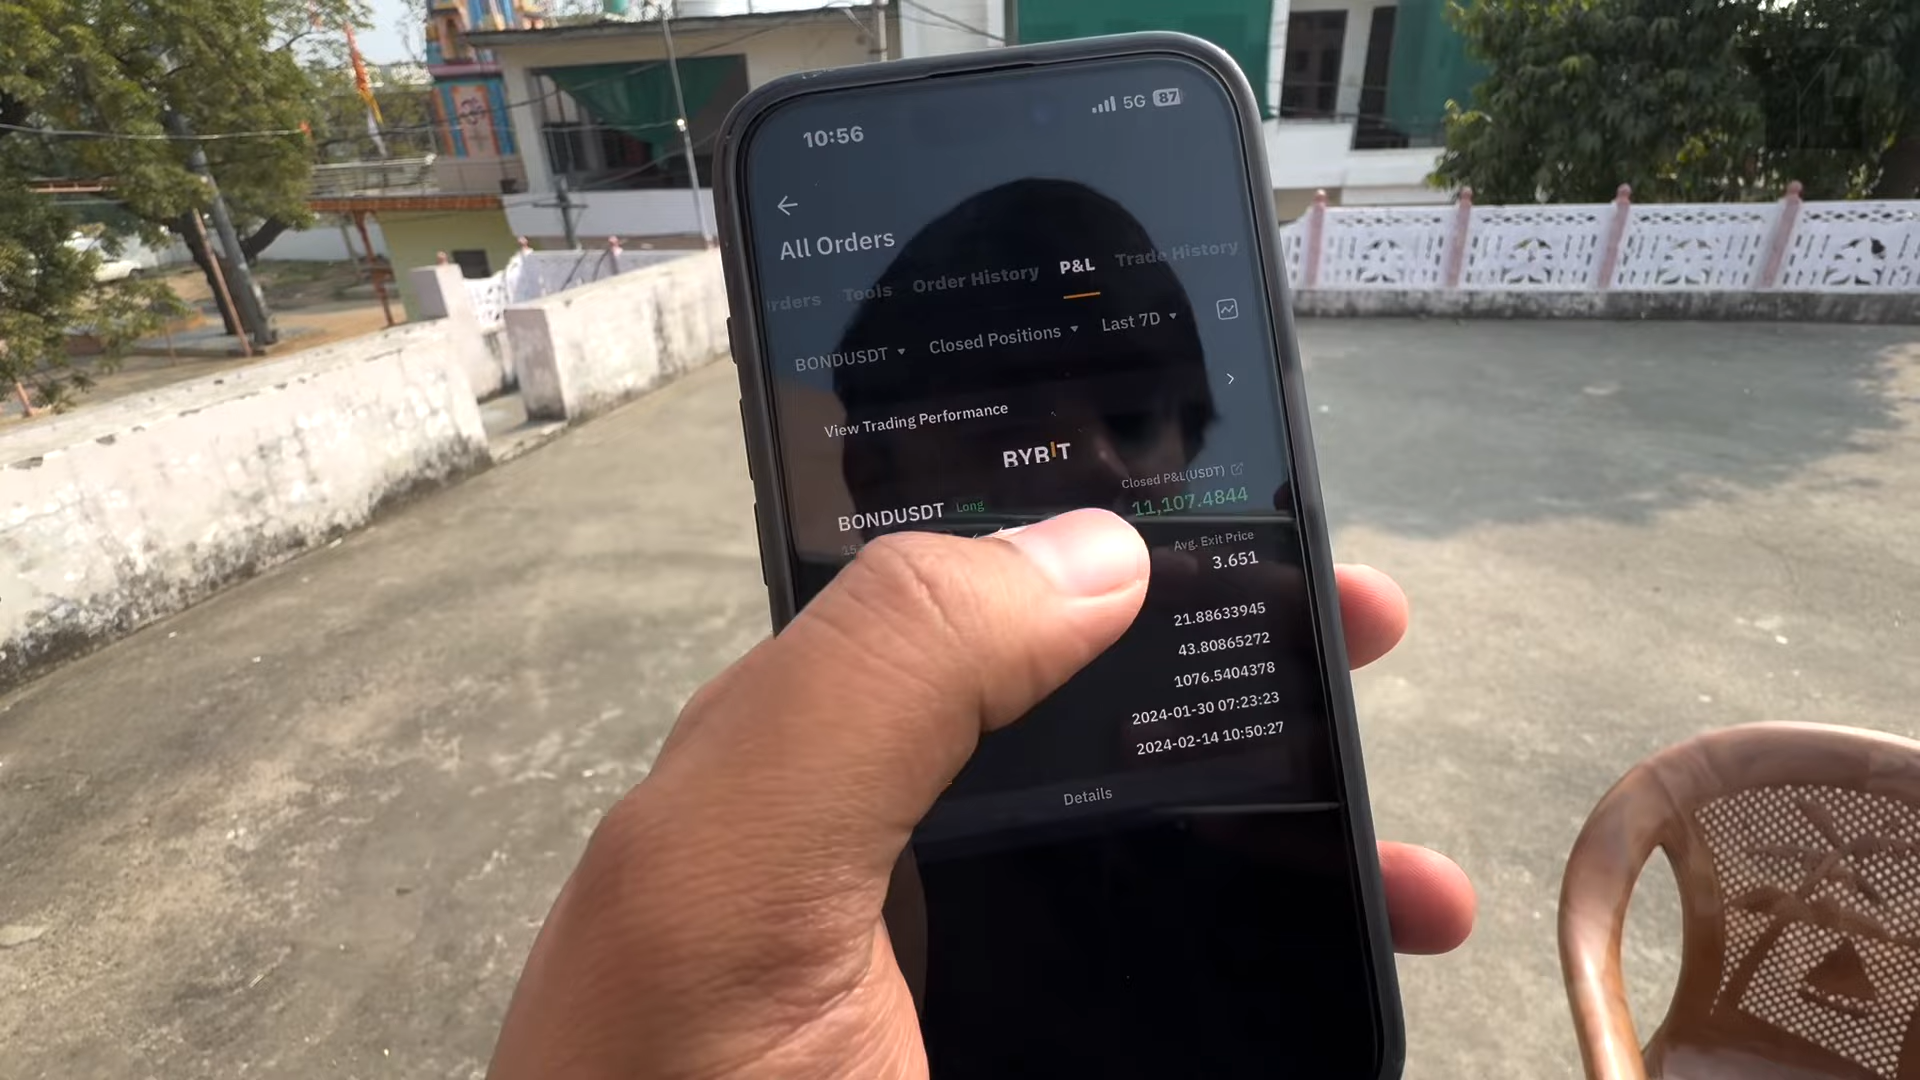 10:56 5G 87
All Orders
rders Tools Order History P&L Trade History
BONDUSDT Closed Positions Last 7D
View Trading Performance
BYBIT
Closed P&L(USDT)
BONDUSDT Long 11,107.4844
Avg. Exit Price
3.651
21.88633945
43.80865272
1076.5404378
2024-01-30 07:23:23
2024-02-14 10:50:27
Details